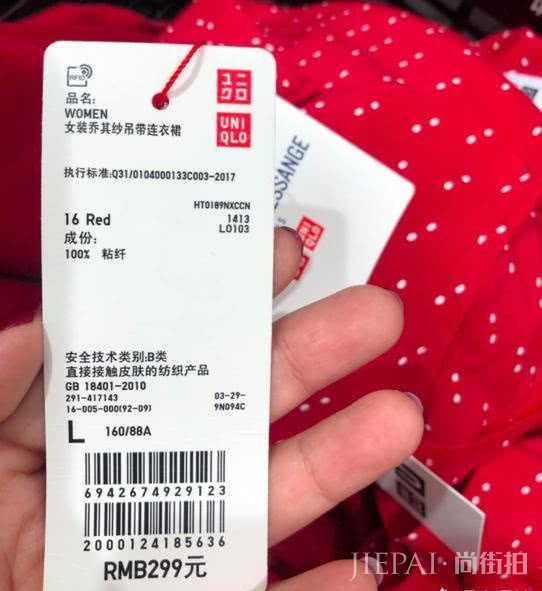 RFID
品名:
WOMEN
女装乔其纱吊带连衣裙
ユニ
クロ
UNI
QLO
执行标准:Q31/0104000133C003-2017
HT0189NXCCN
16 Red
1413
L0103
成份:
100% 粘纤
安全技术类别:B类
直接接触皮肤的纺织产品
GB 18401-2010
291-417143
03-29-
16-005-000(92-09)
9N094C
L 160/88A
6942674929123
2000124185636
RMB299元
ESSANGE
JIEPAI·尚街拍